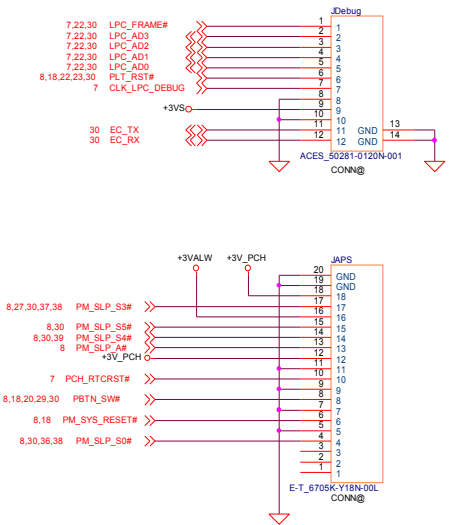 JDebug
7,22,30 LPC_FRAME# 1 1
7,22,30 LPC_AD3 2 2
7,22,30 LPC_AD2 3 3
7,22,30 LPC_AD1 4 4
7,22,30 LPC_AD0 5 5
8,18,22,23,30 PLT_RST# 6 6
7 CLK_LPC_DEBUG 7 7
8 8
+3VS 9 9
10 10
30 EC_TX 11 11 GND 13
30 EC_RX 12 12 GND 14
ACES_50281-0120N-001
CONN@
+3VALW +3V_PCH JAPS
20 GND
19 GND
18 18
8,27,30,37,38 PM_SLP_S3# 17 17
16 16
8,30 PM_SLP_S5# 15 15
8,30,39 PM_SLP_S4# 14 14
8 PM_SLP_A# 13 13
+3V_PCH 12 12
11 11
7 PCH_RTCRST# 10 10
9 9
8,18,20,29,30 PBTN_SW# 8 8
7 7
8,18 PM_SYS_RESET# 6 6
5 5
8,30,36,38 PM_SLP_S0# 4 4
3 3
2 2
1 1
E-T_6705K-Y18N-00L
CONN@